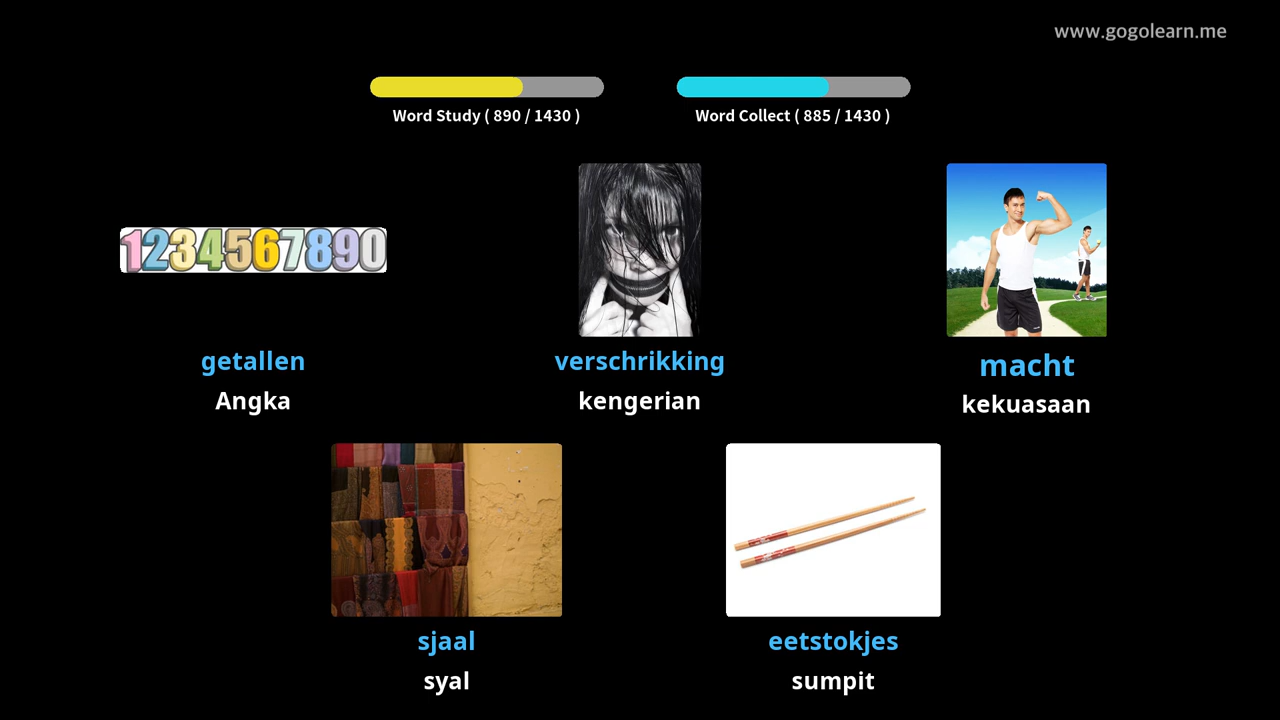 www.gogolearn.me
Word Study ( 890 / 1430 )
Word Collect ( 885 / 1430 )
1234567890
getallen
Angka
verschrikking
kengerian
macht
kekuasaan
sjaal
syal
eetstokjes
sumpit